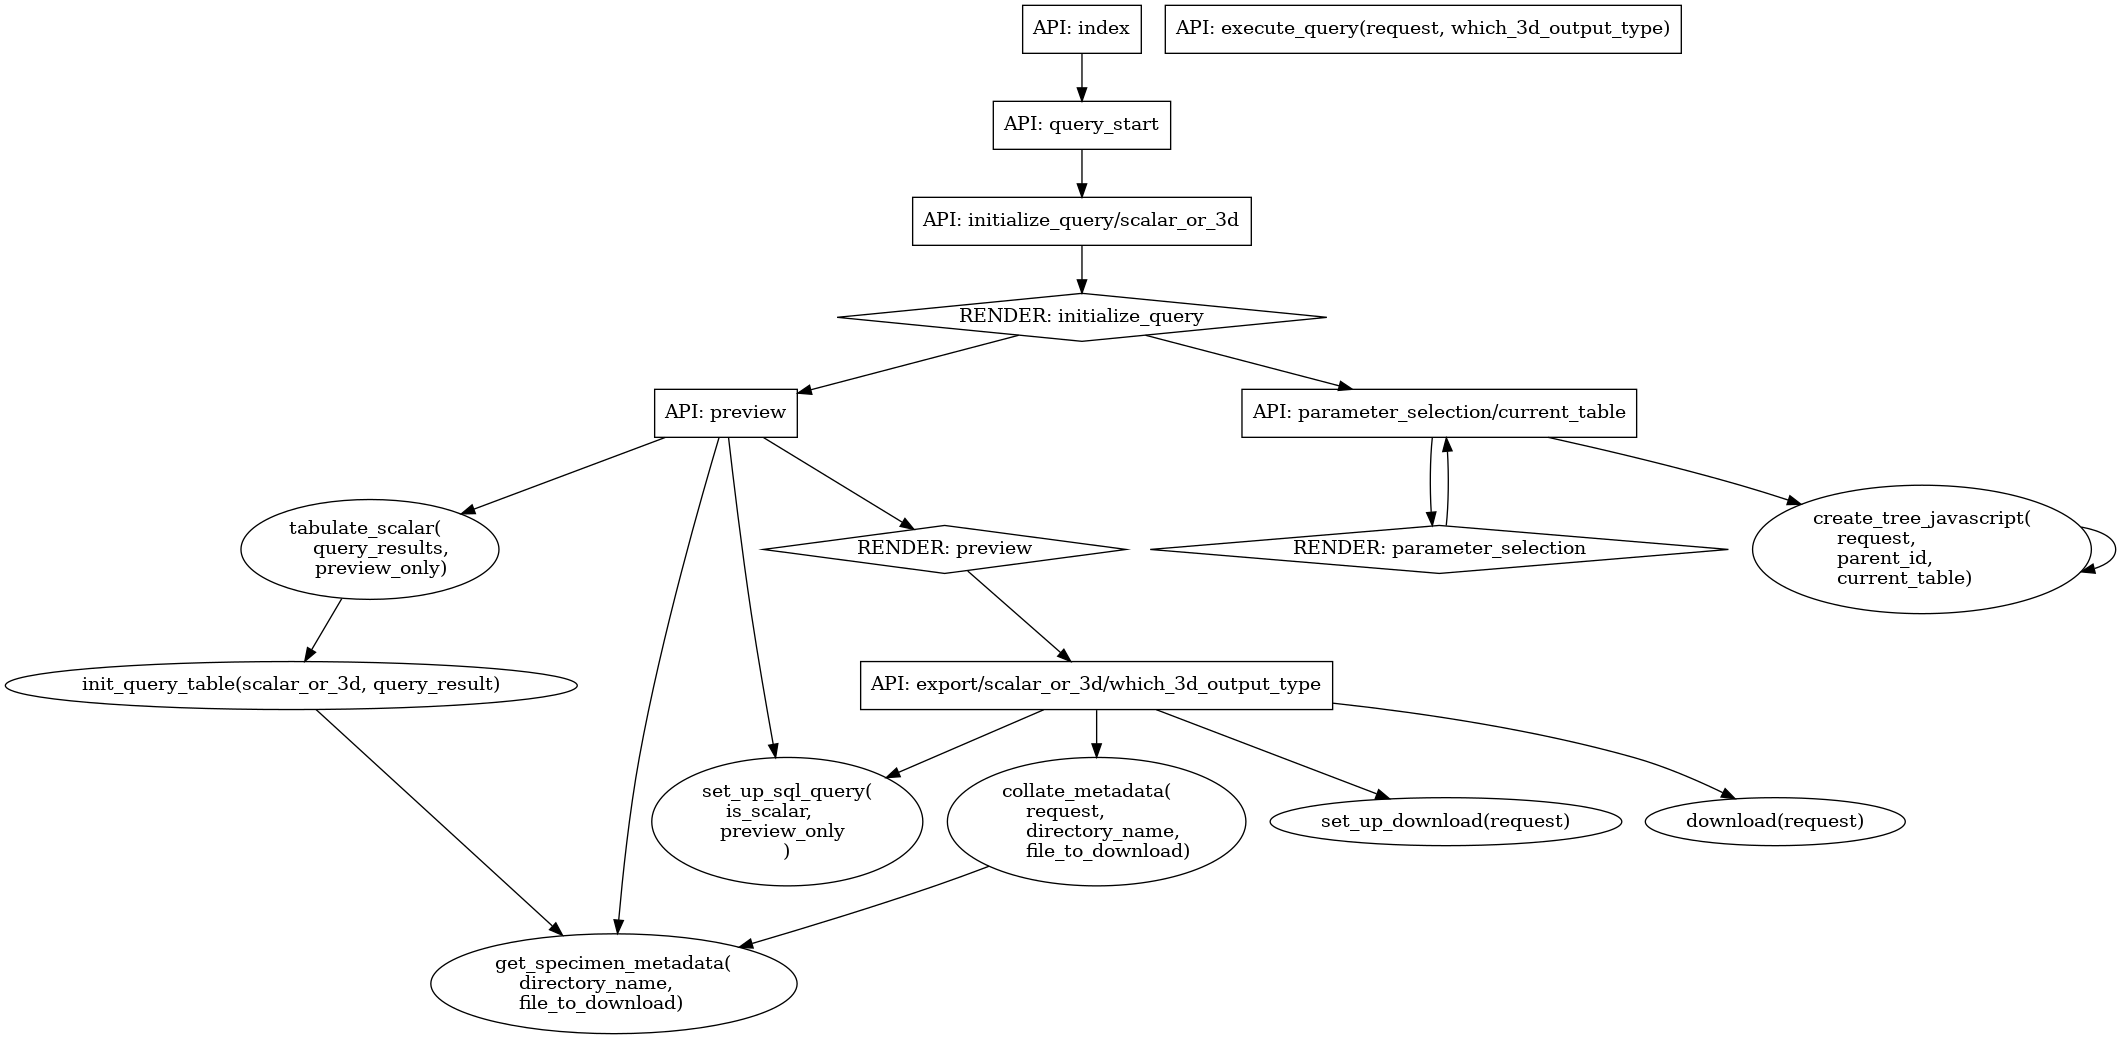 API: index
API: execute_query(request, which_3d_output_type)
API: query_start
API: initialize_query/scalar_or_3d
RENDER: initialize_query
API: preview
API: parameter_selection/current_table
tabulate_scalar(
query_results,
preview_only)
RENDER: preview
RENDER: parameter_selection
create_tree_javascript(
request,
parent_id,
current_table)
init_query_table(scalar_or_3d, query_result)
API: export/scalar_or_3d/which_3d_output_type
set_up_sql_query(
is_scalar,
preview_only
)
collate_metadata(
request,
directory_name,
file_to_download)
set_up_download(request)
download(request)
get_specimen_metadata(
directory_name,
file_to_download)